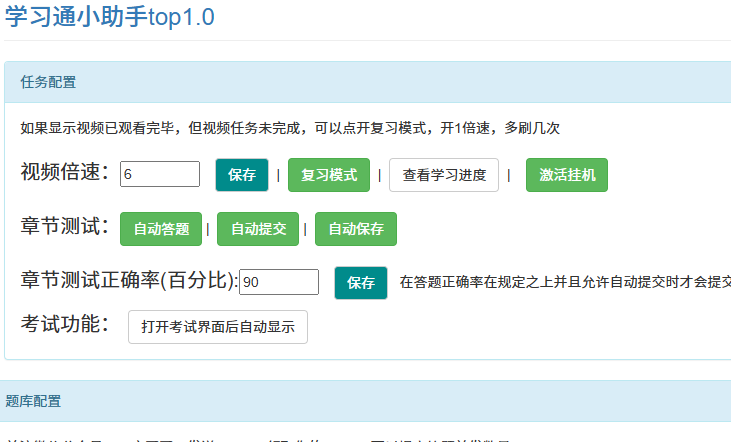 学习通小助手top1.0
任务配置
如果显示视频已观看完毕，但视频任务未完成，可以点开复习模式，开1倍速，多刷几次
视频倍速： 6 保存 | 复习模式 | 查看学习进度 | 激活挂机
章节测试： 自动答题 | 自动提交 | 自动保存
章节测试正确率(百分比): 90 保存 在答题正确率在规定之上并且允许自动提交时才会提交
考试功能： 打开考试界面后自动显示
题库配置